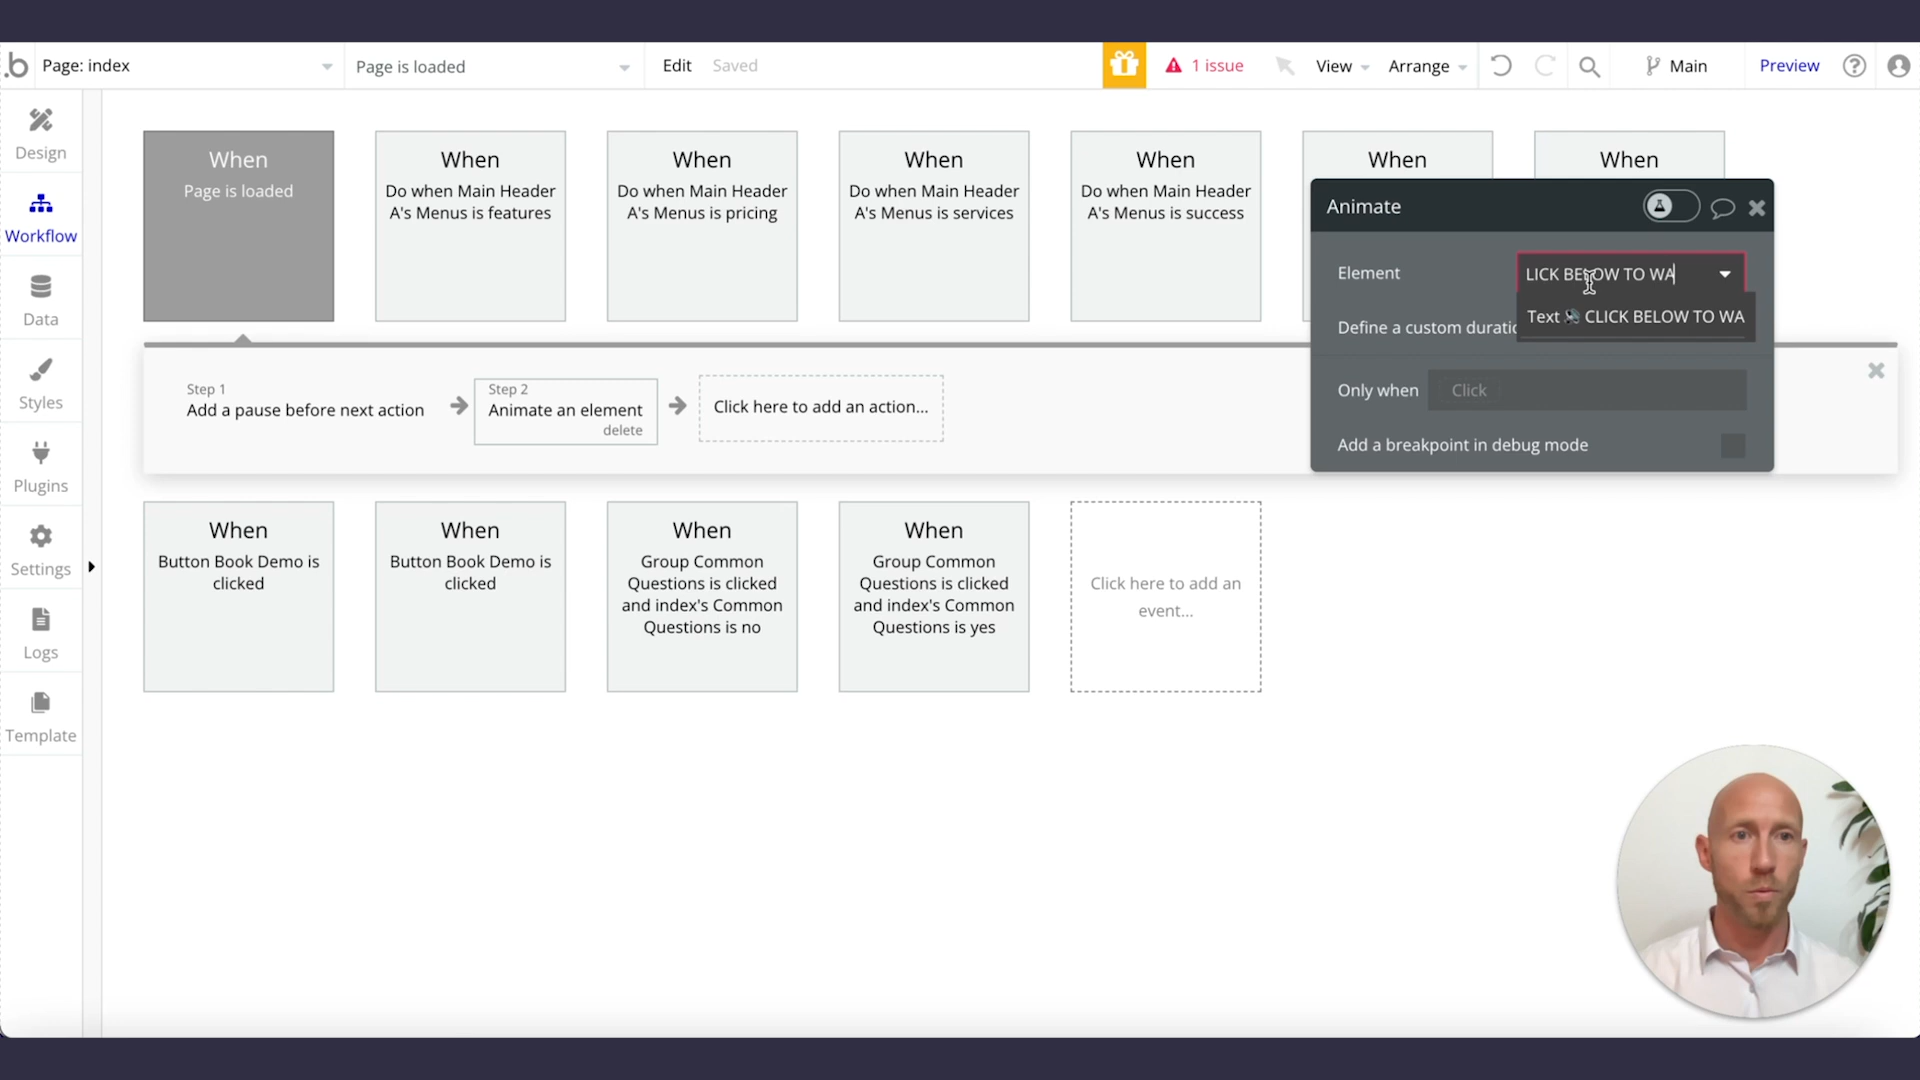 .b
Page: index
Page is loaded
Edit
Saved
1 issue
View
Arrange
Main
Preview
?
Design
Workflow
Data
Styles
Plugins
Settings
Logs
Template
When
Page is loaded
When
Do when Main Header
A's Menus is features
When
Do when Main Header
A's Menus is pricing
When
Do when Main Header
A's Menus is services
When
Do when Main Header
A's Menus is success
When
When
Animate
Element
LICK BELOW TO WA
Text 🔊 CLICK BELOW TO WA
Define a custom duratio
Only when
Click
Add a breakpoint in debug mode
Step 1
Add a pause before next action
Step 2
Animate an element
delete
Click here to add an action...
When
Button Book Demo is
clicked
When
Button Book Demo is
clicked
When
Group Common
Questions is clicked
and index's Common
Questions is no
When
Group Common
Questions is clicked
and index's Common
Questions is yes
Click here to add an
event...